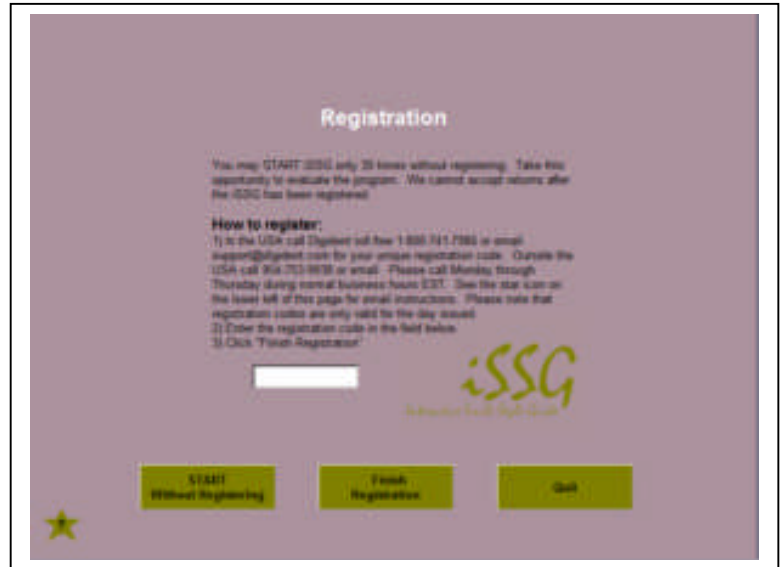 Registration
You may START iSSG only times without registering. Take this
opportunity to evaluate the program. We cannot accept returns after
the iSSG has been registered.
How to register:
1) In the USA call toll free or email
for your unique registration code. Outside the
USA call or email. Please call Monday through
Thursday during normal business hours EST. See the star icon on
the lower left of this page for email instructions. Please note that
registration codes are only valid for the day issued.
2) Enter the registration code in the field below.
3) Click "Finish Registration"
iSSG
START
Without Registering
Finish
Registration
Quit